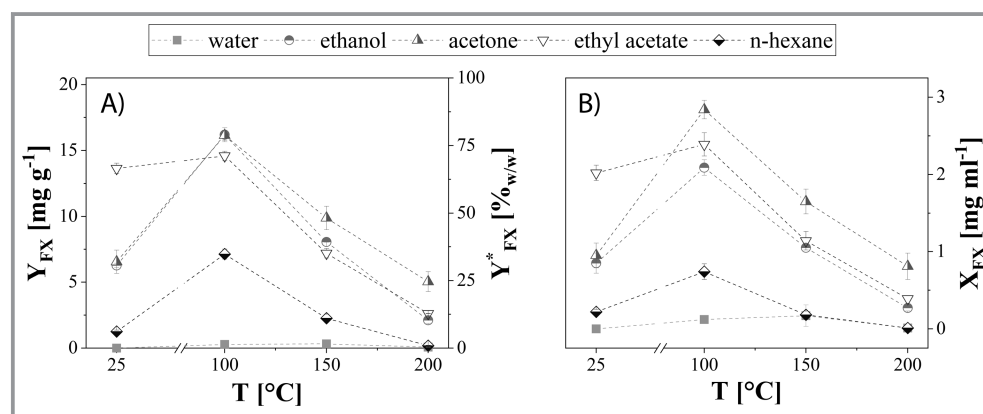 water ethanol acetone ethyl acetate n-hexane
A)
Y_FX [mg g⁻¹]
20
15
10
5
0
25 100 150 200
T [°C]
100
75
50
25
0
Y*_FX [%w/w]
B)
25 100 150 200
T [°C]
3
2
1
0
X_FX [mg ml⁻¹]